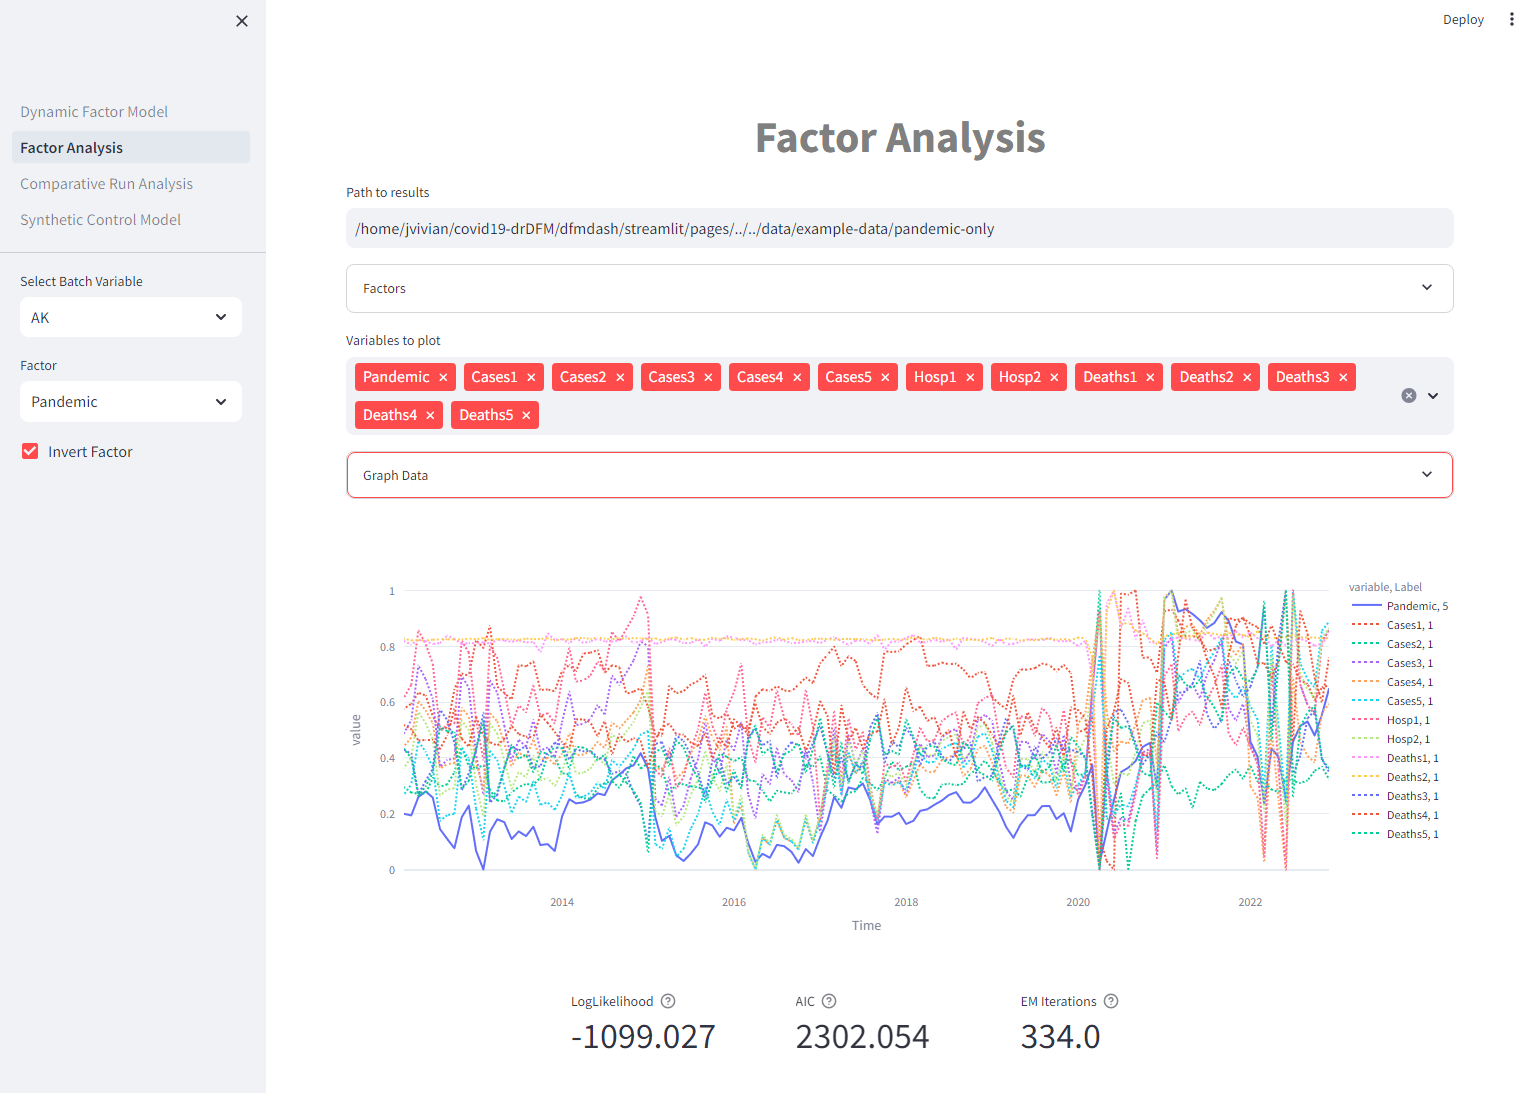 Deploy
Dynamic Factor Model
Factor Analysis
Comparative Run Analysis
Synthetic Control Model
Select Batch Variable
AK
Factor
Pandemic
Invert Factor
Factor Analysis
Path to results
/home/jvivian/covid19-drDFM/dfmdash/streamlit/pages/../../data/example-data/pandemic-only
Factors
Variables to plot
Pandemic Cases1 Cases2 Cases3 Cases4 Cases5 Hosp1 Hosp2 Deaths1 Deaths2 Deaths3
Deaths4 Deaths5
Graph Data
variable, Label
Pandemic, 5
Cases1, 1
Cases2, 1
Cases3, 1
Cases4, 1
Cases5, 1
Hosp1, 1
Hosp2, 1
Deaths1, 1
Deaths2, 1
Deaths3, 1
Deaths4, 1
Deaths5, 1
value
1
0.8
0.6
0.4
0.2
0
2014 2016 2018 2020 2022
Time
LogLikelihood ? AIC ? EM Iterations ?
-1099.027 2302.054 334.0